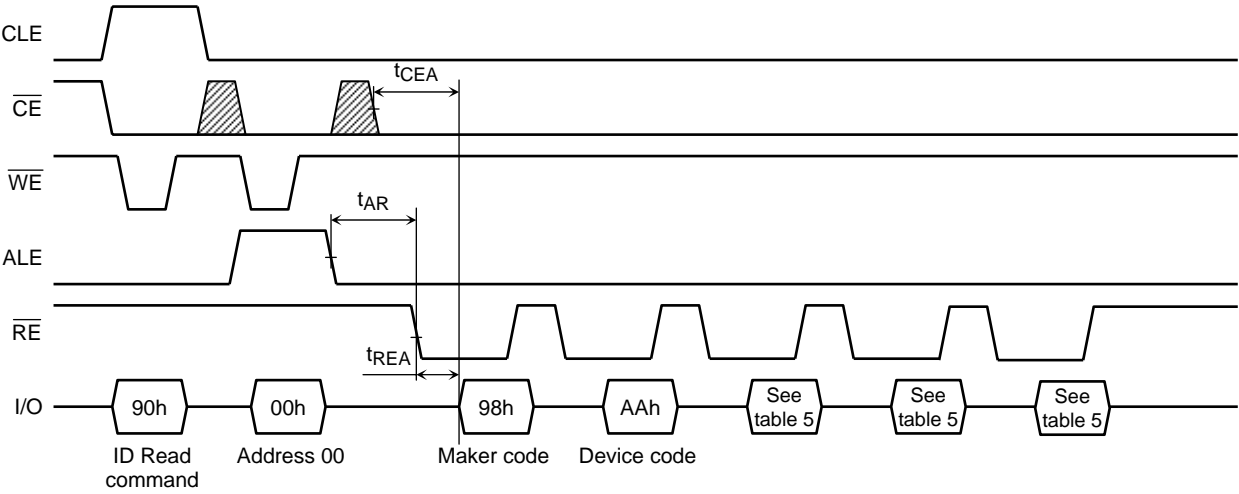 CLE
tCEA
CE
WE
tAR
ALE
RE
tREA
I/O
90h
00h
98h
AAh
See
table 5
See
table 5
See
table 5
ID Read
command
Address 00
Maker code
Device code